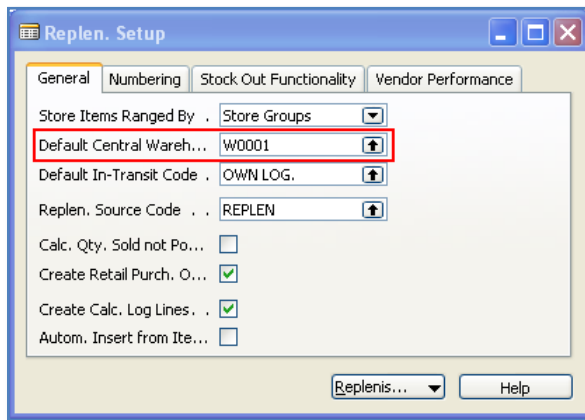 Replen. Setup
General Numbering Stock Out Functionality Vendor Performance
Store Items Ranged By . Store Groups
Default Central Wareh... W0001
Default In-Transit Code . OWN LOG.
Replen. Source Code . . REPLEN
Calc. Qty. Sold not Po...
Create Retail Purch. O...
Create Calc. Log Lines. .
Autom. Insert from Ite...
Replenis... Help